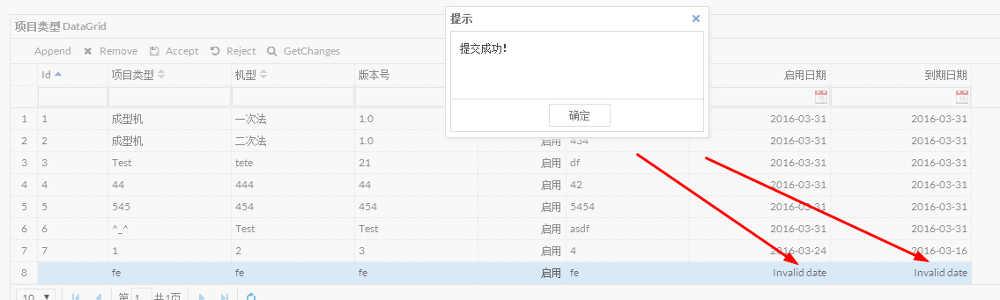 提示
项目类型 DataGrid
提交成功!
Append Remove Accept Reject GetChanges
Id 项目类型 机型 版本号 启用日期 到期日期
确定
1 1 成型机 一次法 1.0 2016-03-31 2016-03-31
2 2 成型机 二次法 1.0 启用 434 2016-03-31 2016-03-31
3 3 Test tete 21 启用 df 2016-03-31 2016-03-31
4 4 44 444 44 启用 42 2016-03-31 2016-03-31
5 5 545 454 454 启用 5454 2016-03-31 2016-03-31
6 6 ^_^ Test Test 启用 asdf 2016-03-31 2016-03-31
7 7 1 2 3 启用 4 2016-03-24 2016-03-16
8 fe fe fe 启用 fe Invalid date Invalid date
10 第 1 共1页